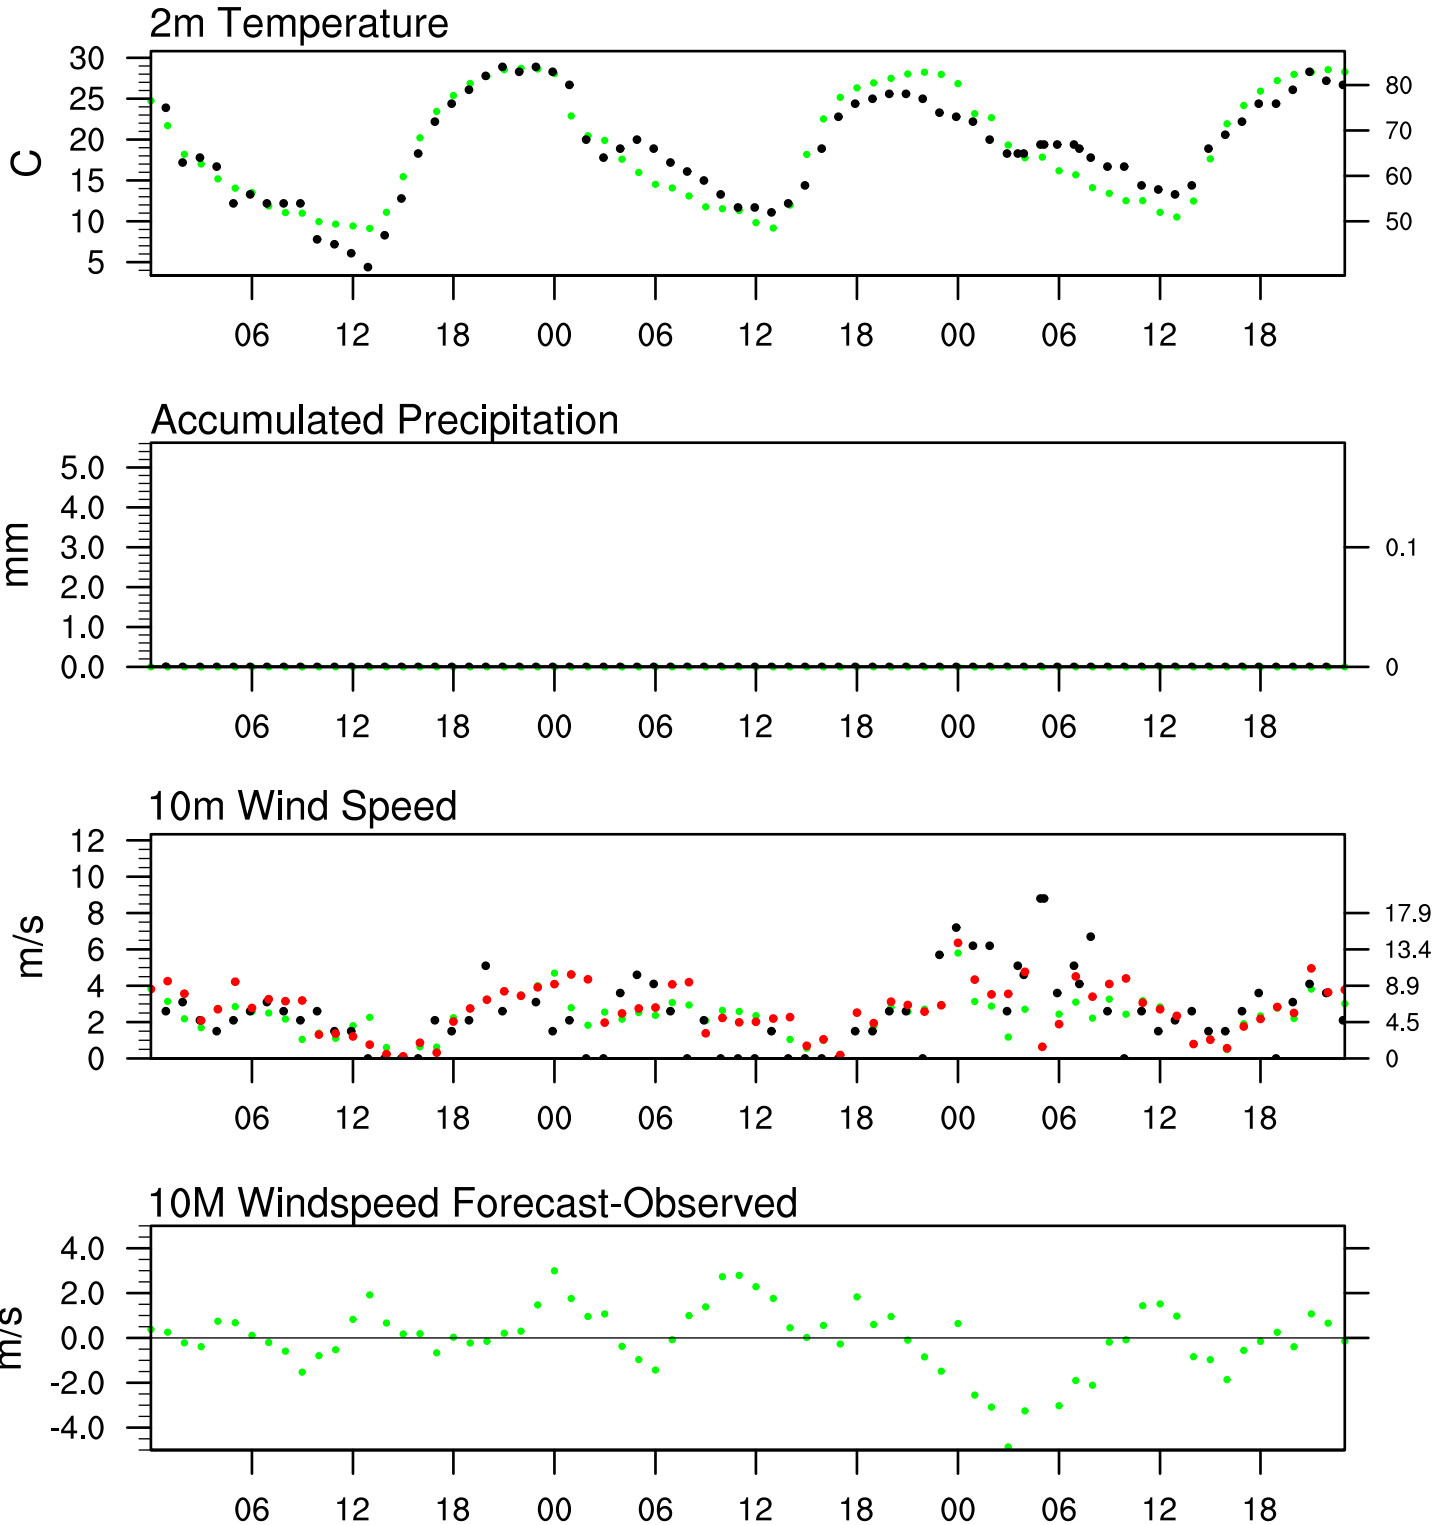 2m Temperature
30
25
20
15
10
5
C
80
70
60
50
06 12 18 00 06 12 18 00 06 12 18
Accumulated Precipitation
5.0
4.0
3.0
2.0
1.0
0.0
mm
0.1
0
06 12 18 00 06 12 18 00 06 12 18
10m Wind Speed
12
10
8
6
4
2
0
m/s
17.9
13.4
8.9
4.5
0
06 12 18 00 06 12 18 00 06 12 18
10M Windspeed Forecast-Observed
4.0
2.0
0.0
-2.0
-4.0
m/s
06 12 18 00 06 12 18 00 06 12 18